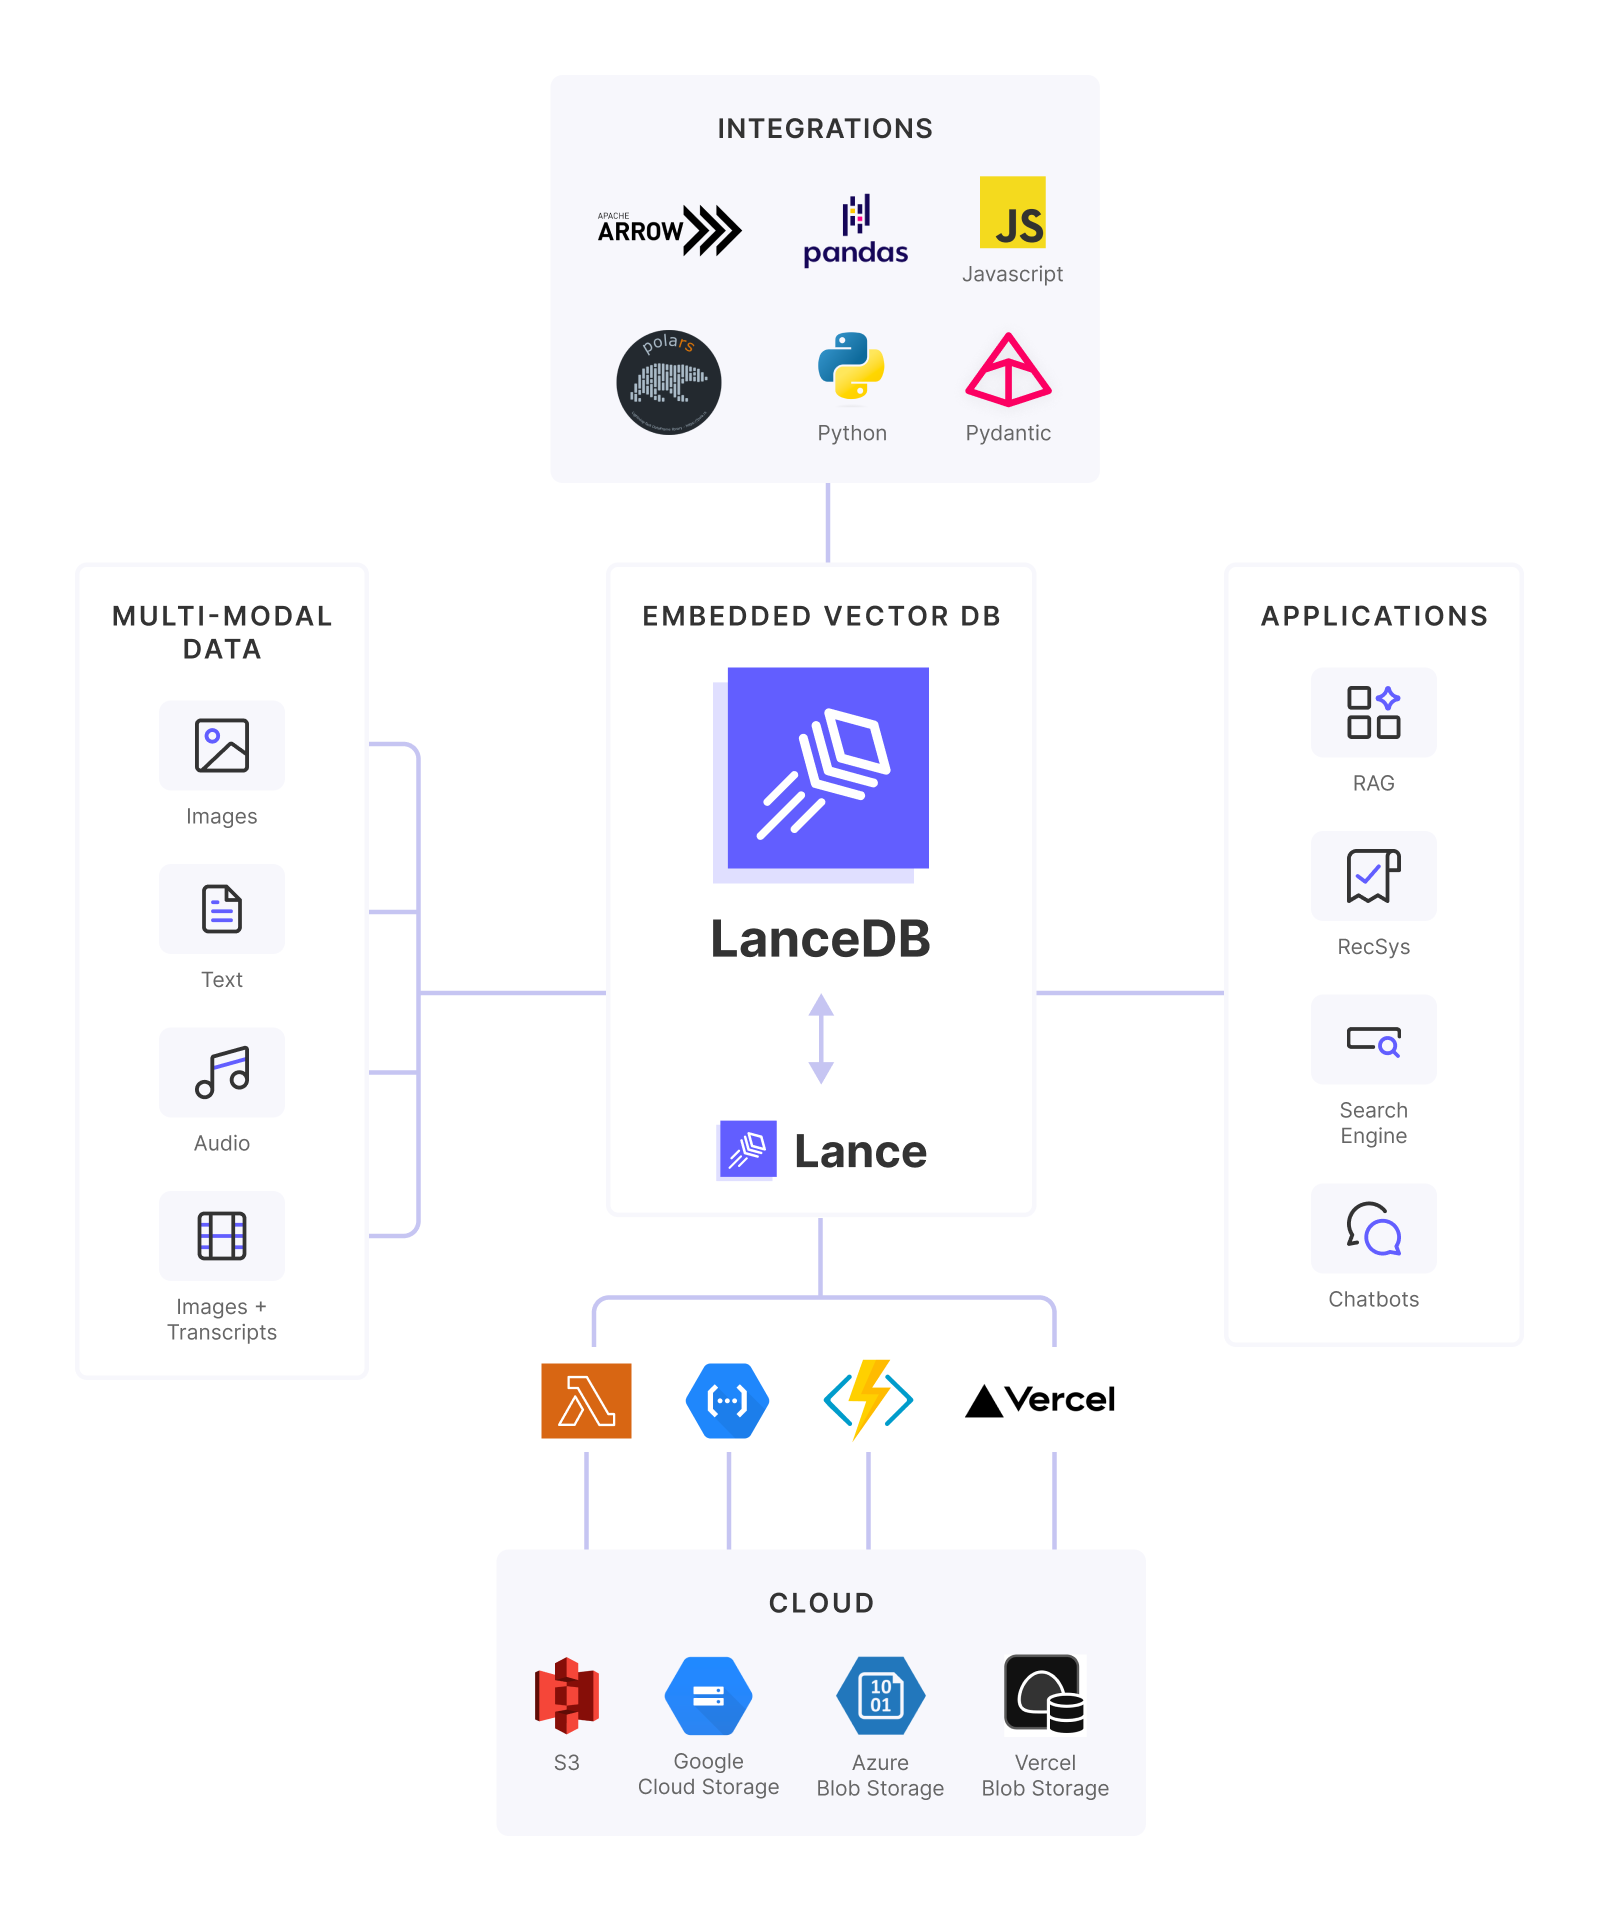 INTEGRATIONS
APACHE
ARROW
pandas
JS
Javascript
polars
Python
Pydantic
MULTI-MODAL
DATA
Images
Text
Audio
Images +
Transcripts
EMBEDDED VECTOR DB
LanceDB
Lance
APPLICATIONS
RAG
RecSys
Search
Engine
Chatbots
Vercel
CLOUD
S3
Google
Cloud Storage
10
01
Azure
Blob Storage
Vercel
Blob Storage